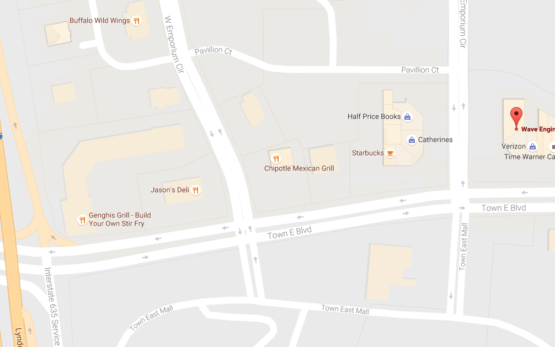 Buffalo Wild Wings
W Emporium Cir
Emporium Cir
Pavillion Ct
Pavillion Ct
Half Price Books
Wave Engin
Catherines
Verizon
Starbucks
Time Warner Ca
Chipotle Mexican Grill
Jason's Deli
Genghis Grill - Build
Your Own Stir Fry
Town E Blvd
Town E Blvd
Town East Mall
Interstate 635 Service
Town East Mall
Town East Mall
Lyndo